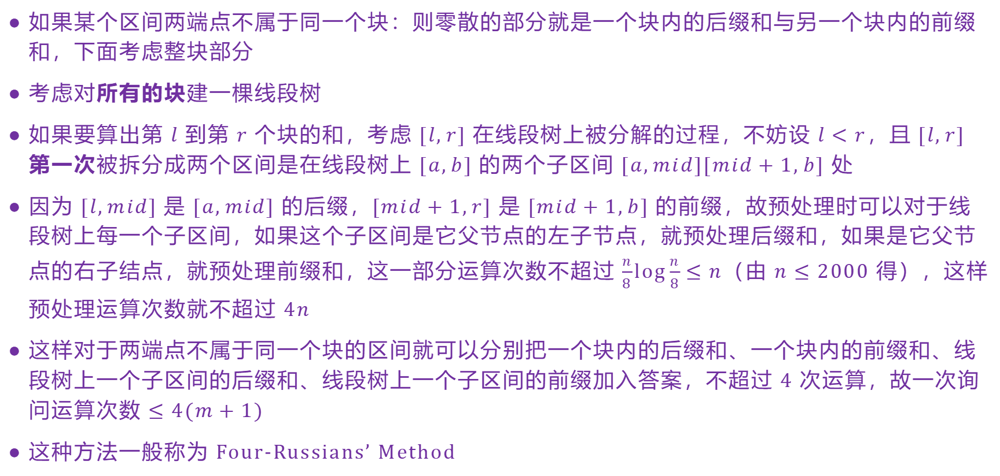 ● 如果某个区间两端点不属于同一个块：则零散的部分就是一个块内的后缀和与另一个块内的前缀
和，下面考虑整块部分
● 考虑对所有的块建一棵线段树
● 如果要算出第 l 到第 r 个块的和，考虑 [l, r] 在线段树上被分解的过程，不妨设 l < r，且 [l, r]
第一次被拆分成两个区间是在线段树上 [a, b] 的两个子区间 [a, mid][mid + 1, b] 处
● 因为 [l, mid] 是 [a, mid] 的后缀，[mid + 1, r] 是 [mid + 1, b] 的前缀，故预处理时可以对于线
段树上每一个子区间，如果这个子区间是它父节点的左子节点，就预处理后缀和，如果是它父节
点的右子结点，就预处理前缀和，这一部分运算次数不超过 n/8 log n/8 ≤ n（由 n ≤ 2000 得），这样
预处理运算次数就不超过 4n
● 这样对于两端点不属于同一个块的区间就可以分别把一个块内的后缀和、一个块内的前缀和、线
段树上一个子区间的后缀和、线段树上一个子区间的前缀加入答案，不超过 4 次运算，故一次询
问运算次数 ≤ 4(m + 1)
● 这种方法一般称为 Four-Russians’ Method